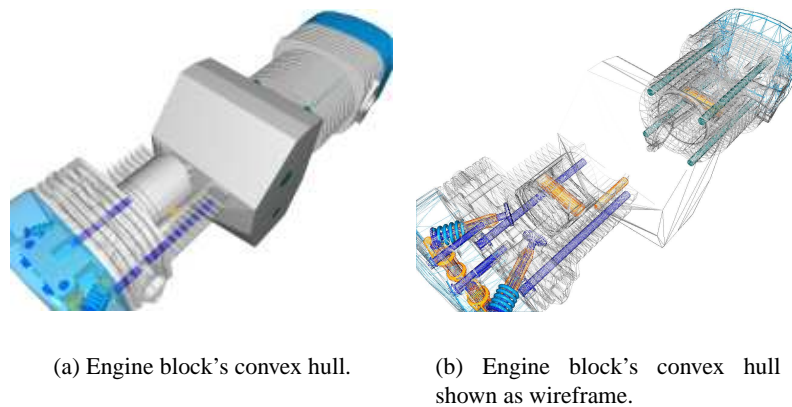 (a) Engine block's convex hull.
(b) Engine block's convex hull
shown as wireframe.